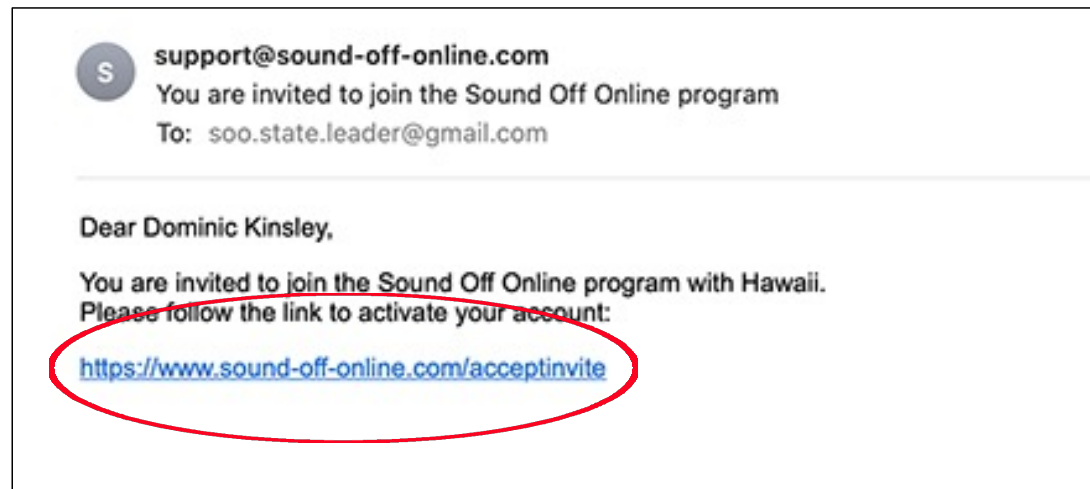 S
support@sound-off-online.com
You are invited to join the Sound Off Online program
To: soo.state.leader@gmail.com
Dear Dominic Kinsley,
You are invited to join the Sound Off Online program with Hawaii.
Please follow the link to activate your account:
https://www.sound-off-online.com/acceptinvite